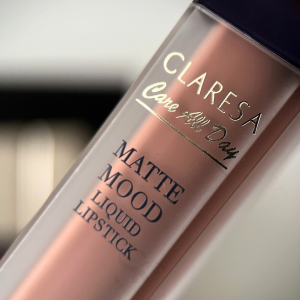 CLARESA
Care All Day
MATTE
MOOD
LIQUID
LIPSTICK